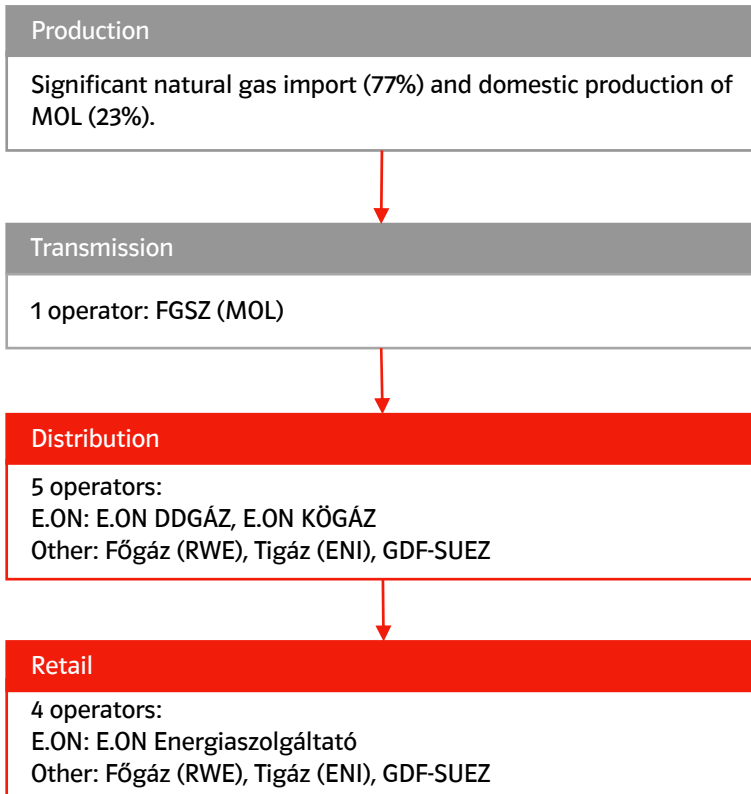 Production
Significant natural gas import (77%) and domestic production of
MOL (23%).
Transmission
1 operator: FGSZ (MOL)
Distribution
5 operators:
E.ON: E.ON DDGÁZ, E.ON KÖGÁZ
Other: Főgáz (RWE), Tigáz (ENI), GDF-SUEZ
Retail
4 operators:
E.ON: E.ON Energiaszolgáltató
Other: Főgáz (RWE), Tigáz (ENI), GDF-SUEZ